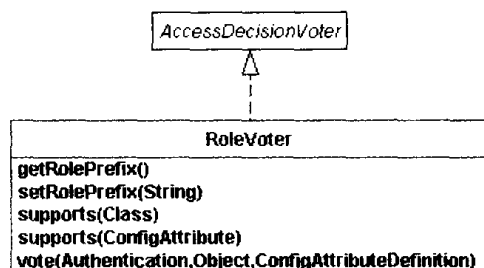 AccessDecisionVoter
RoleVoter
getRolePrefix()
setRolePrefix(String)
supports(Class)
supports(ConfigAttribute)
vote(Authentication,Object,ConfigAttributeDefinition)